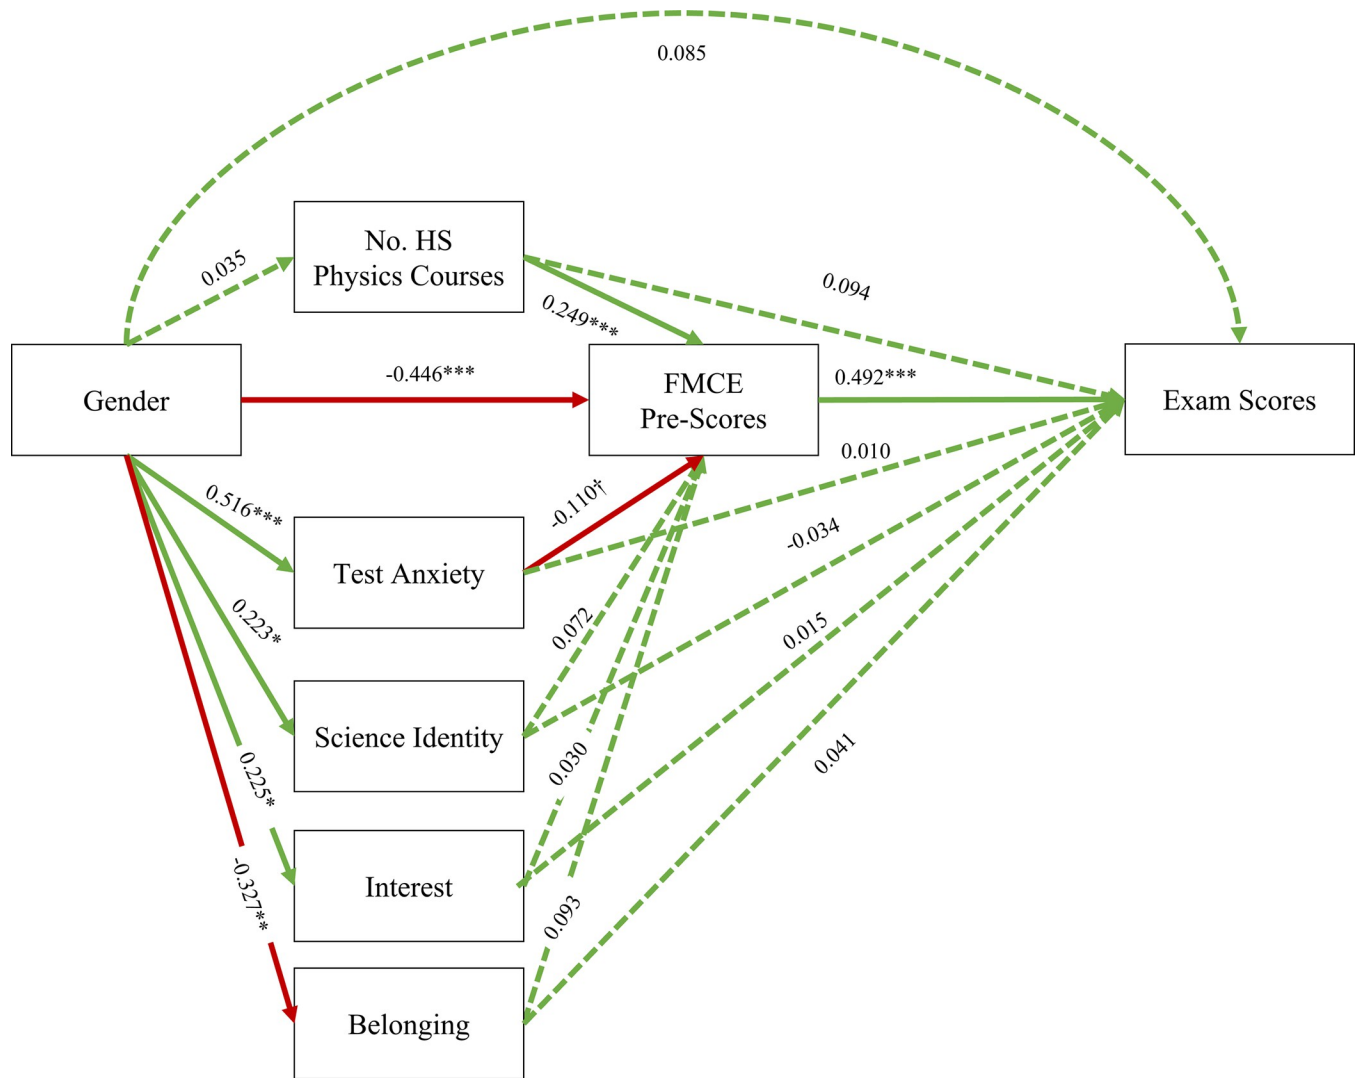 0.085
No. HS
Physics Courses
0.035
0.094
0.249***
Gender
-0.446***
FMCE
Pre-Scores
0.492***
Exam Scores
0.010
0.516***
-0.110†
-0.034
Test Anxiety
0.223*
0.072
0.015
Science Identity
0.225*
0.030
0.041
-0.327**
Interest
0.093
Belonging